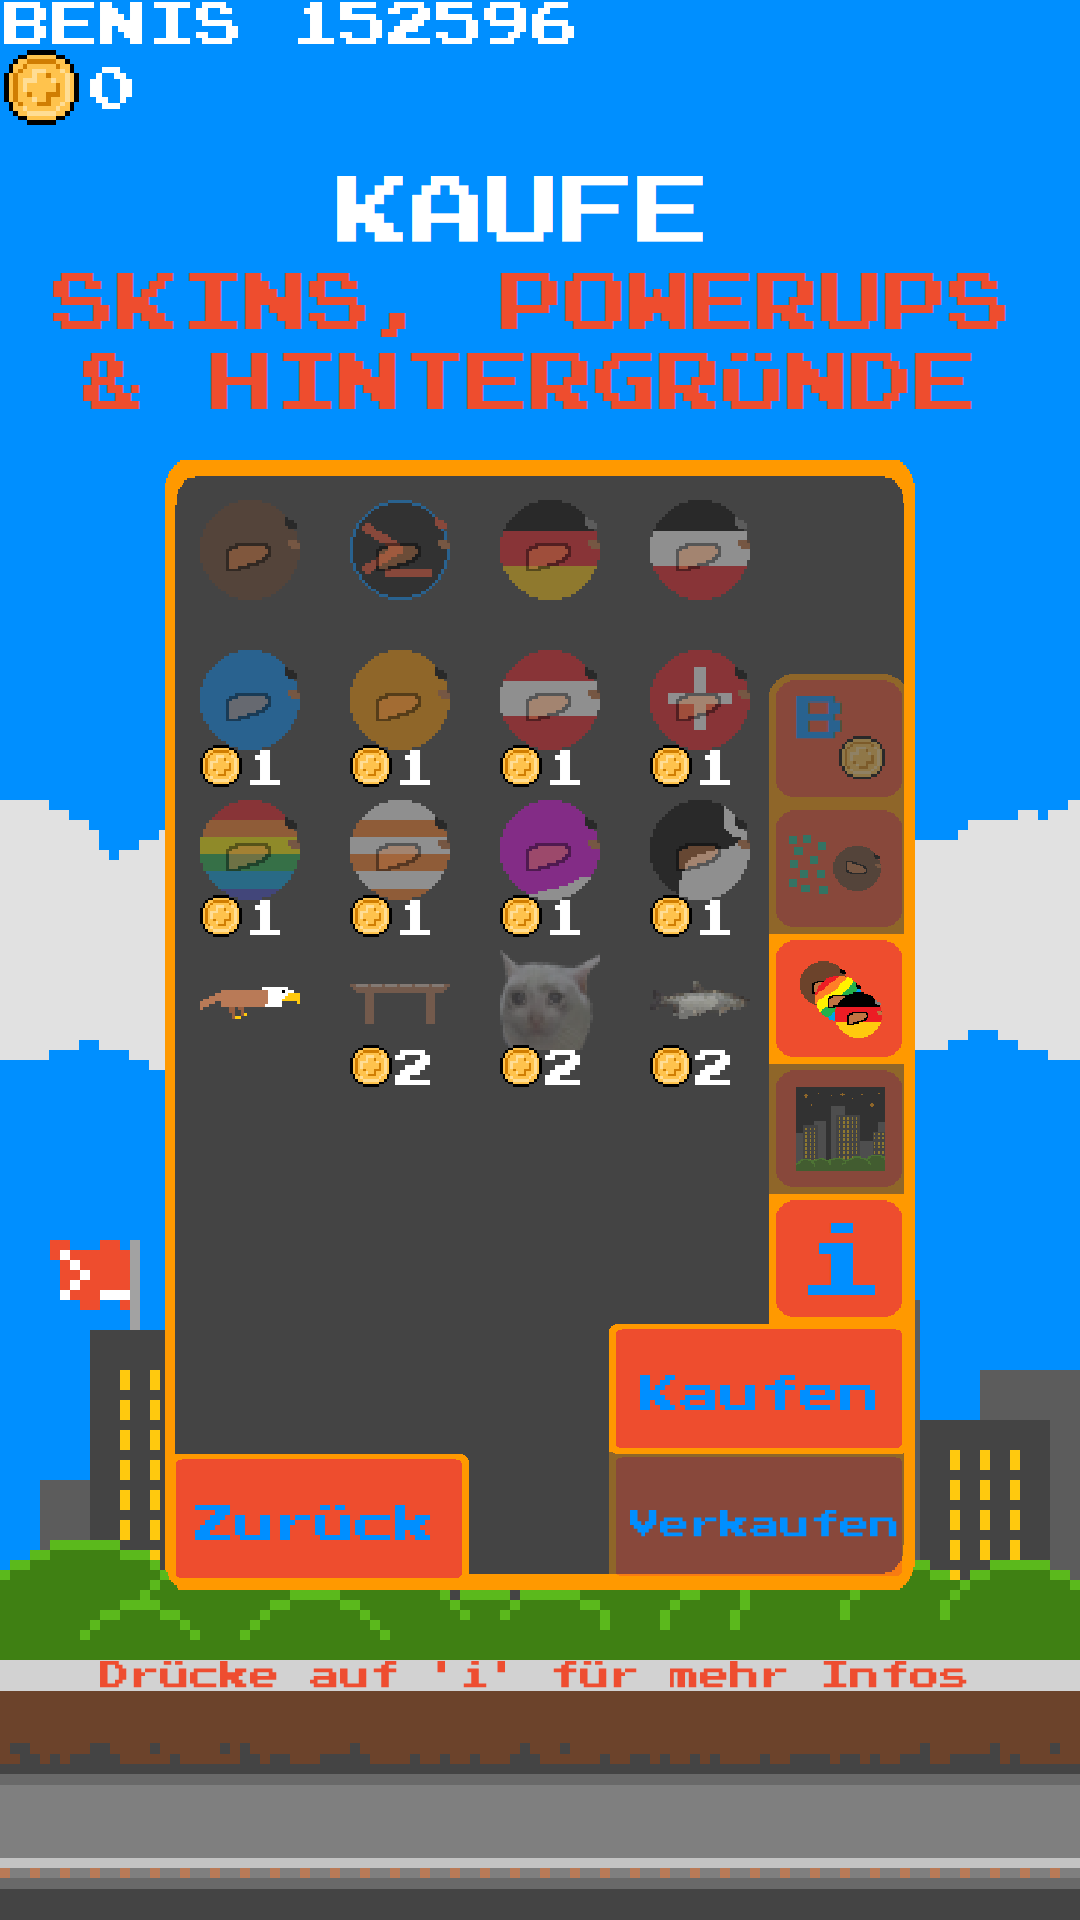 BENIS 152596
0
KAUFE
SKINS, POWERUPS
& HINTERGRÜNDE
1 1 1 1
B
1 1 1 1
2 2 2
i
Kaufen
Zurück
Verkaufen
Drücke auf 'i' für mehr Infos